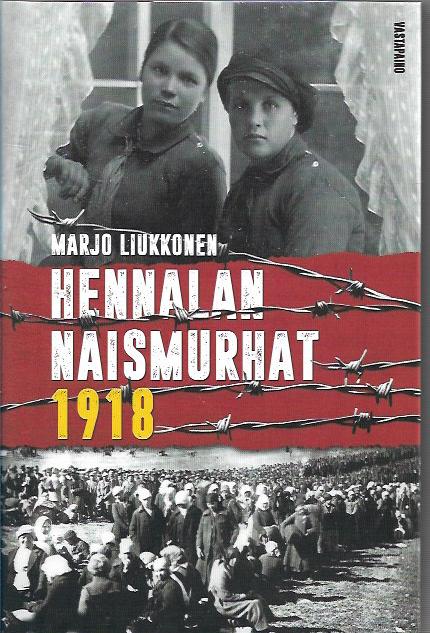 VASTAPAINO
MARJO LIUKKONEN
HENNALAN
NAISMURHAT
1918